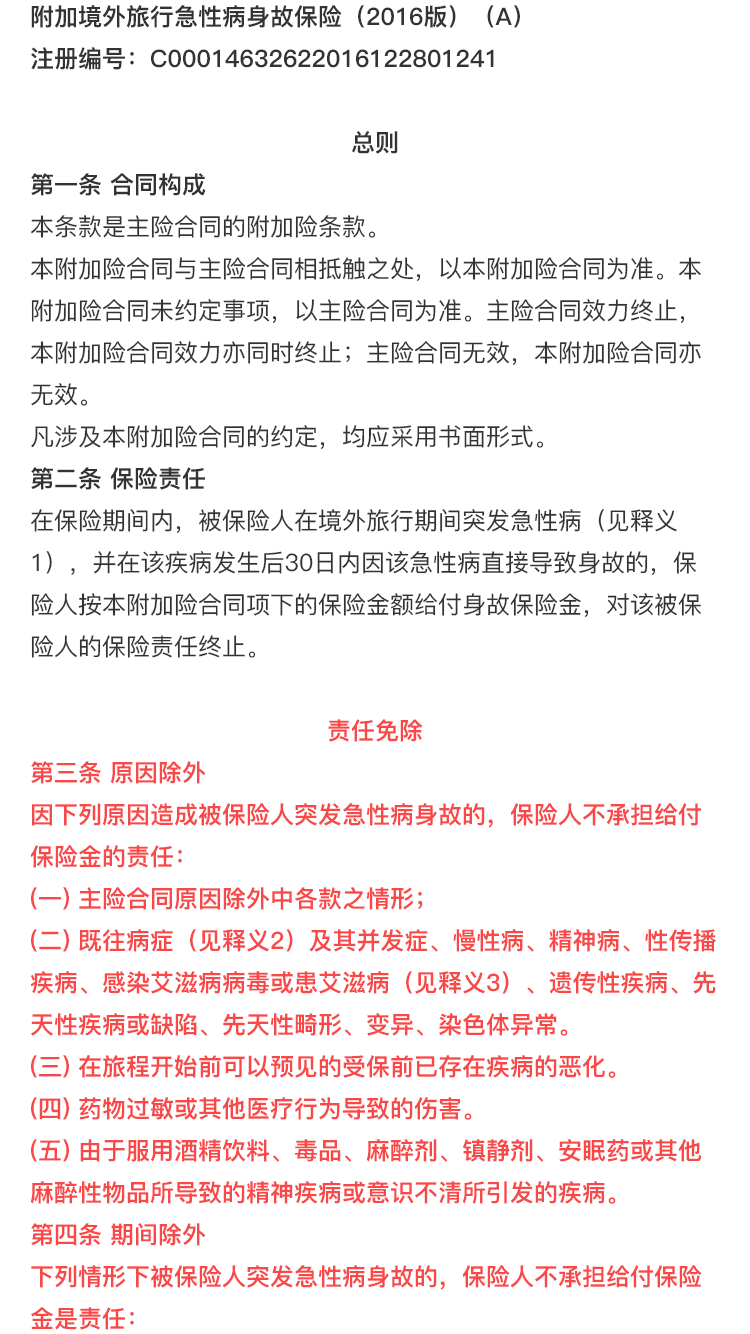 附加境外旅行急性病身故保险（2016版）（A）
注册编号：C00014632622016122801241
总则
第一条 合同构成
本条款是主险合同的附加险条款。
本附加险合同与主险合同相抵触之处，以本附加险合同为准。本
附加险合同未约定事项，以主险合同为准。主险合同效力终止，
本附加险合同效力亦同时终止；主险合同无效，本附加险合同亦
无效。
凡涉及本附加险合同的约定，均应采用书面形式。
第二条 保险责任
在保险期间内，被保险人在境外旅行期间突发急性病（见释义
1），并在该疾病发生后30日内因该急性病直接导致身故的，保
险人按本附加险合同项下的保险金额给付身故保险金，对该被保
险人的保险责任终止。
责任免除
第三条 原因除外
因下列原因造成被保险人突发急性病身故的，保险人不承担给付
保险金的责任：
(一) 主险合同原因除外中各款之情形；
(二) 既往病症（见释义2）及其并发症、慢性病、精神病、性传播
疾病、感染艾滋病病毒或患艾滋病（见释义3）、遗传性疾病、先
天性疾病或缺陷、先天性畸形、变异、染色体异常。
(三) 在旅程开始前可以预见的受保前已存在疾病的恶化。
(四) 药物过敏或其他医疗行为导致的伤害。
(五) 由于服用酒精饮料、毒品、麻醉剂、镇静剂、安眠药或其他
麻醉性物品所导致的精神疾病或意识不清所引发的疾病。
第四条 期间除外
下列情形下被保险人突发急性病身故的，保险人不承担给付保险
金是责任：